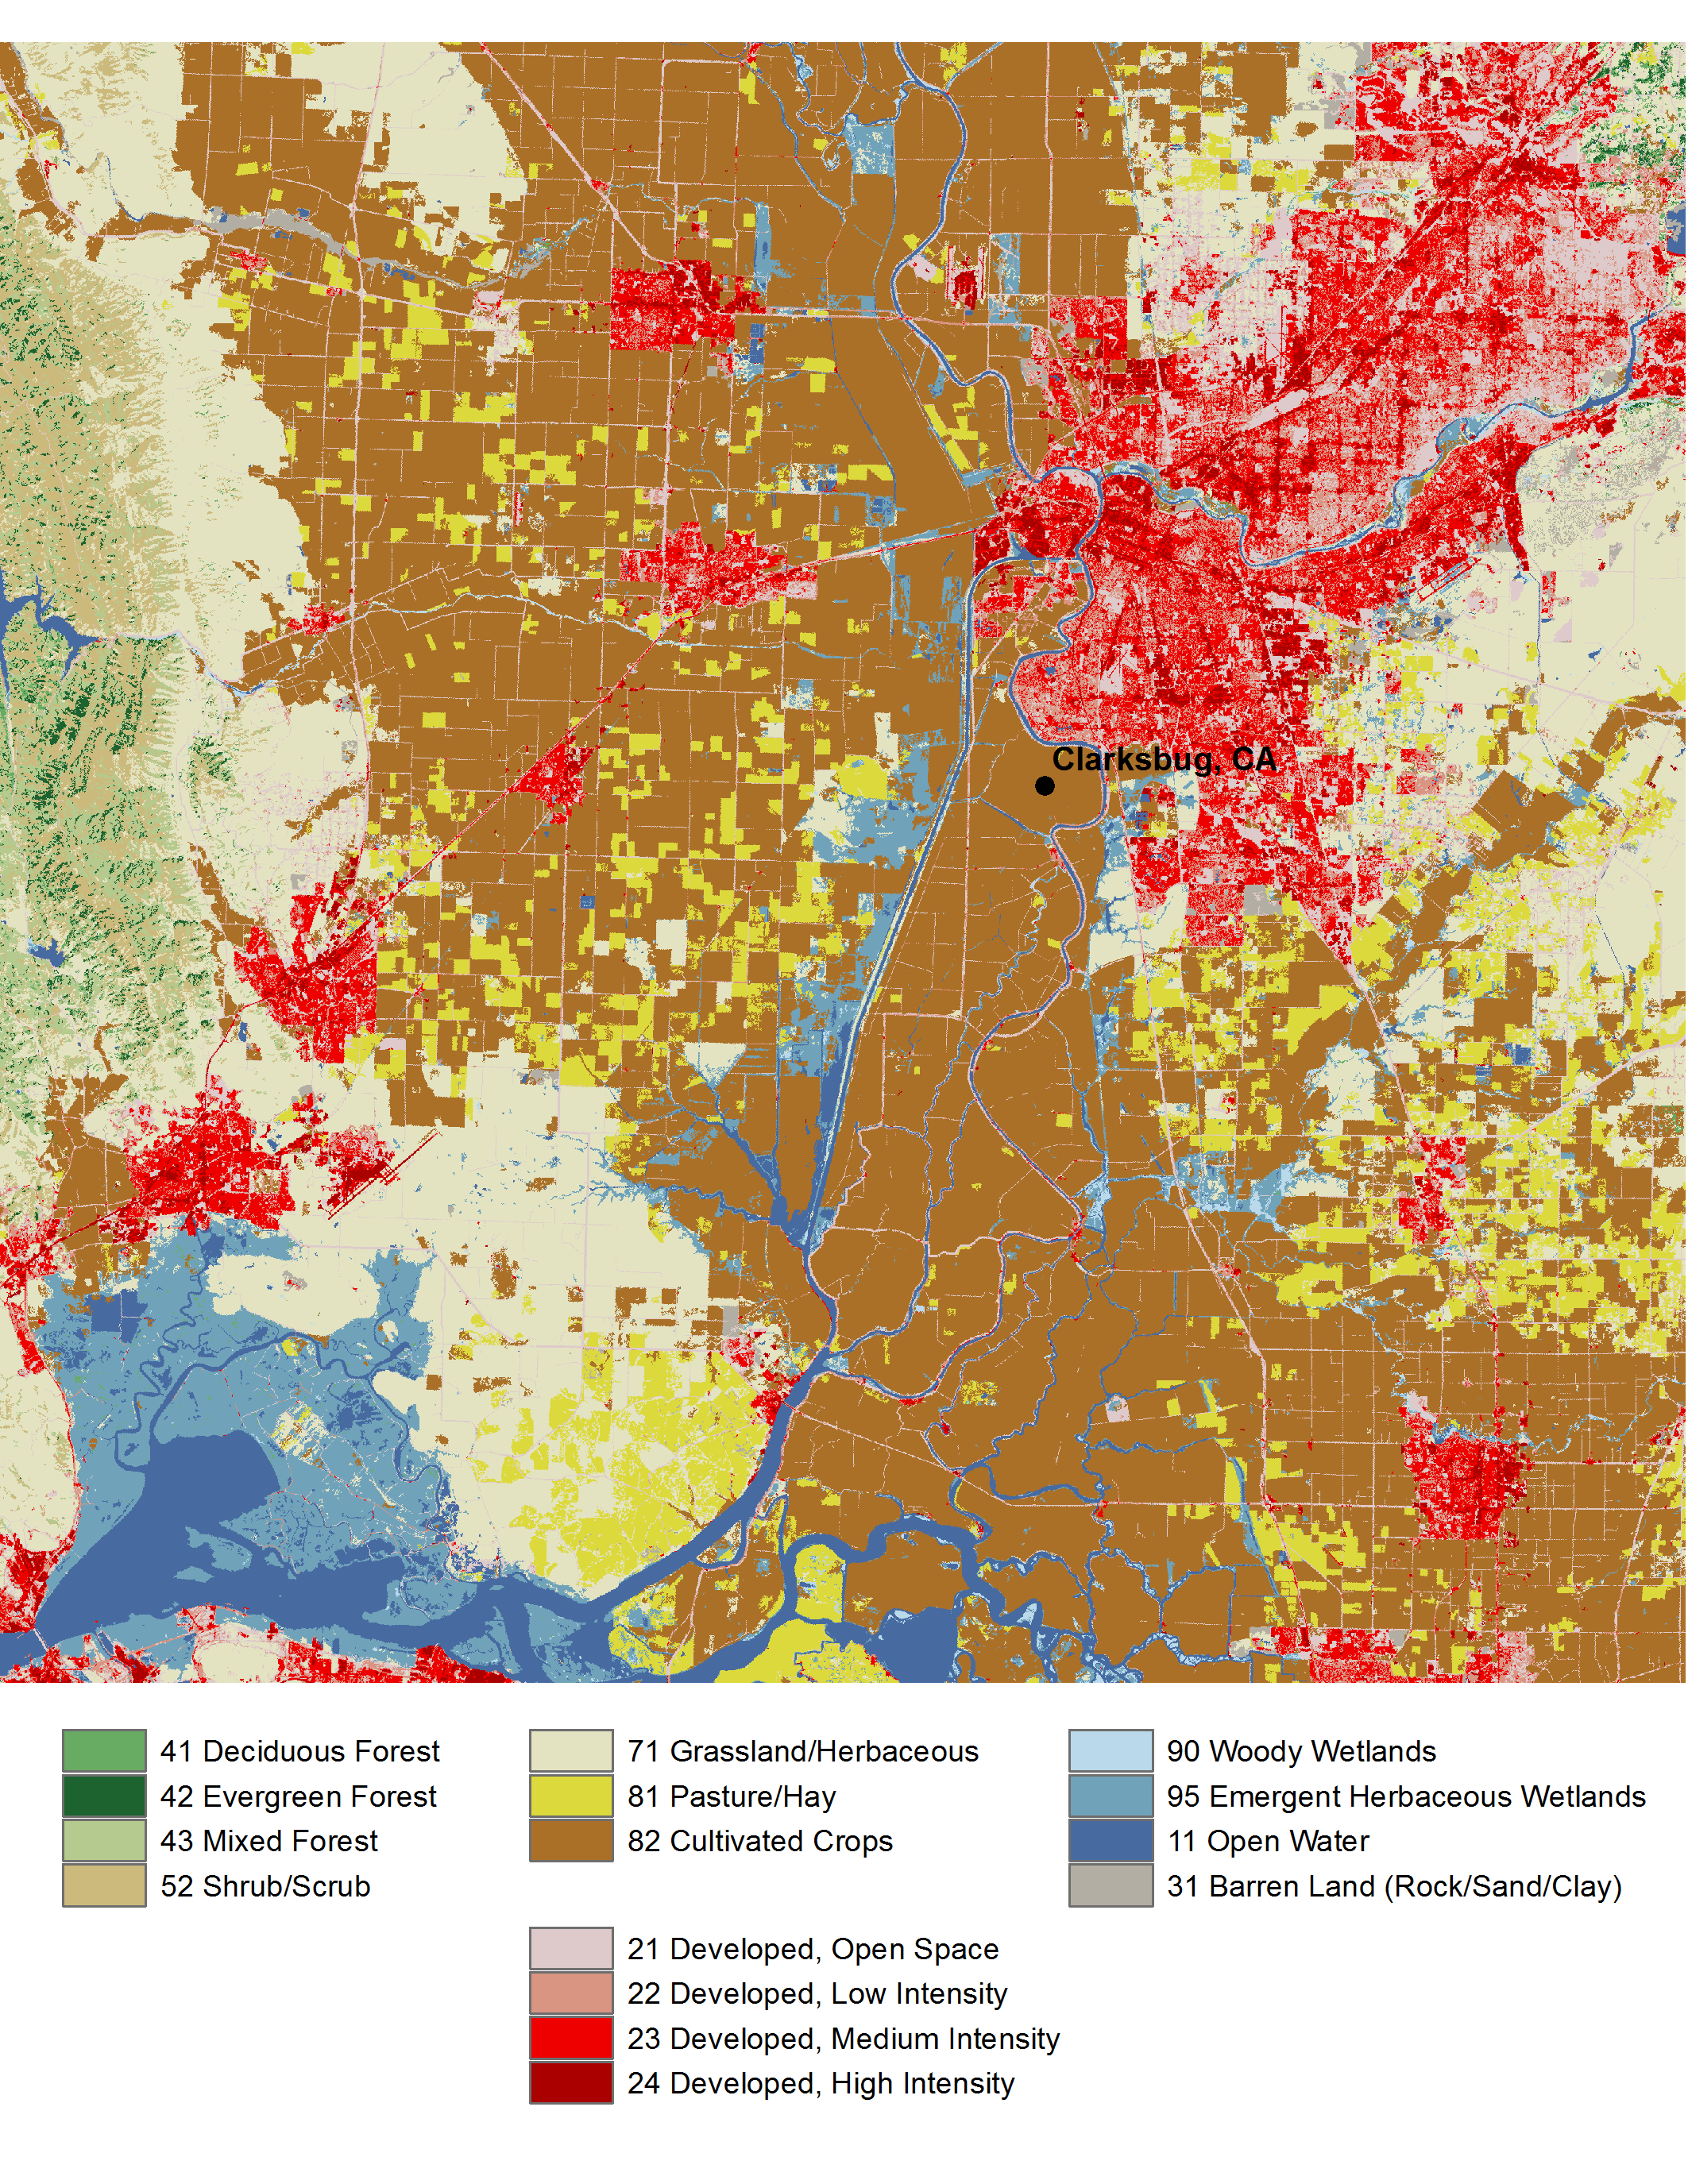 Clarksbug, CA
41 Deciduous Forest
42 Evergreen Forest
43 Mixed Forest
52 Shrub/Scrub
71 Grassland/Herbaceous
81 Pasture/Hay
82 Cultivated Crops
90 Woody Wetlands
95 Emergent Herbaceous Wetlands
11 Open Water
31 Barren Land (Rock/Sand/Clay)
21 Developed, Open Space
22 Developed, Low Intensity
23 Developed, Medium Intensity
24 Developed, High Intensity